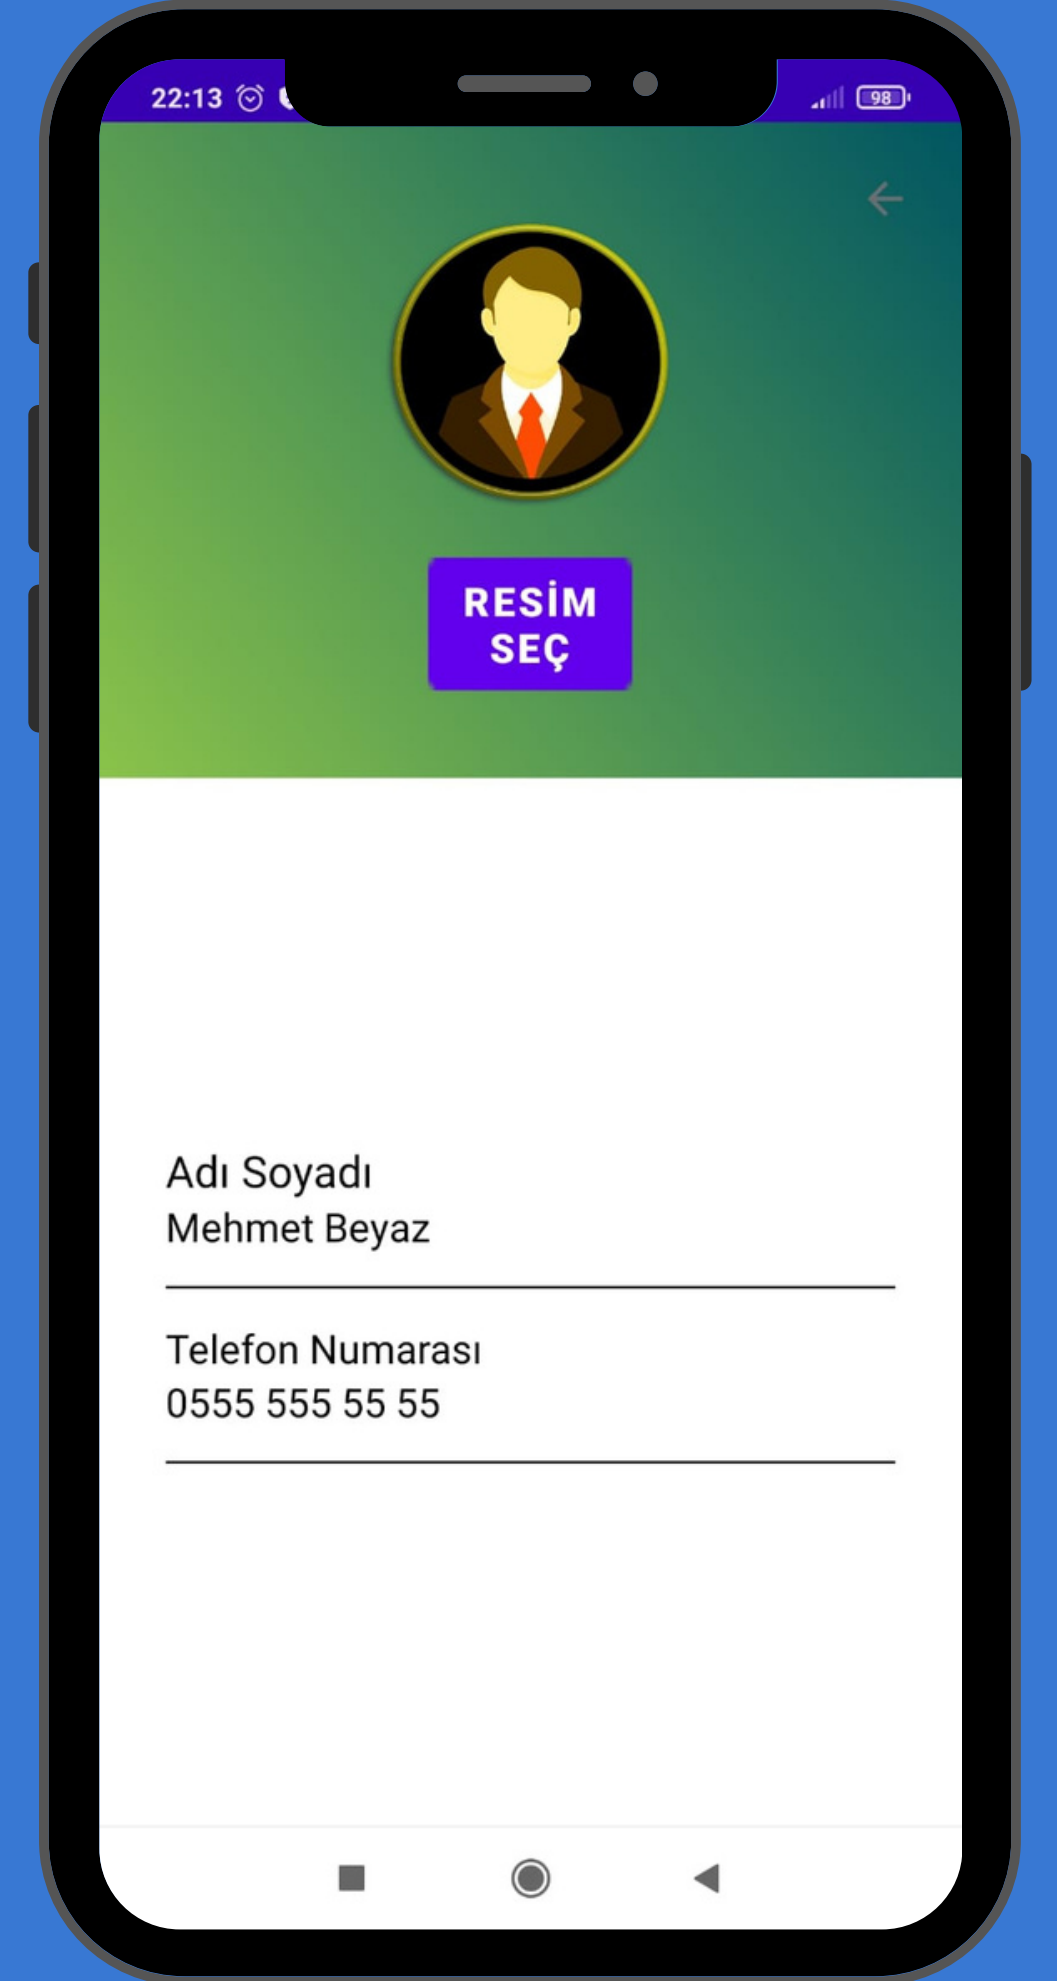 22:13
98
RESİM
SEÇ
Adı Soyadı
Mehmet Beyaz
Telefon Numarası
0555 555 55 55